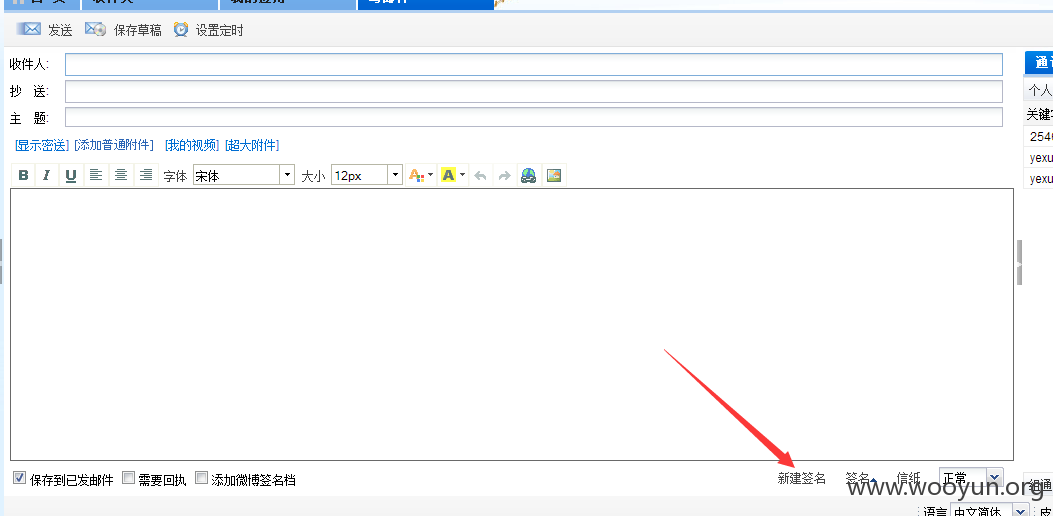 发送 保存草稿 设置定时
收件人:
通
抄 送:
个人
主 题:
关键
[显示密送] [添加普通附件] [我的视频] [超大附件]
254
yexu
B I U 字体 宋体 大小 12px A A
yexu
保存到已发邮件 需要回执 添加微博签名档 新建签名 签名 信纸 正常
组通
www.wooyun.org
语言 中文简体 皮